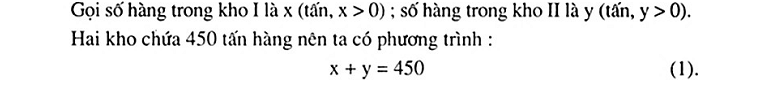 Gọi số hàng trong kho I là x (tấn, x > 0) ; số hàng trong kho II là y (tấn, y > 0).
Hai kho chứa 450 tấn hàng nên ta có phương trình :
x + y = 450 (1).